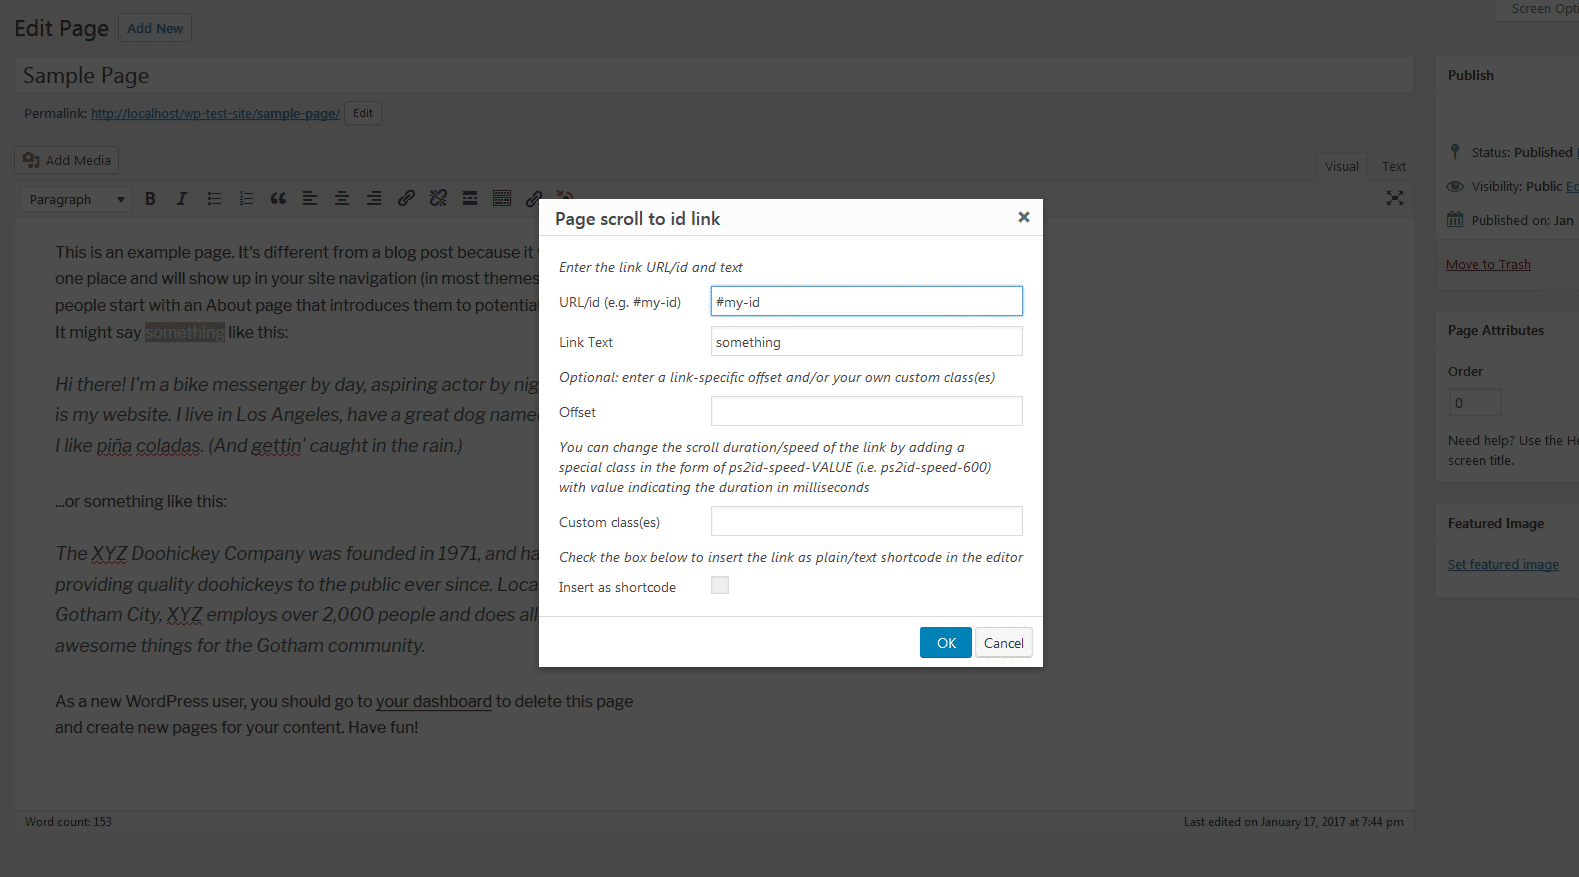 Screen Opti
Edit Page
Add New
Sample Page
Permalink: http://localhost/wp-test-site/sample-page/
Edit
Add Media
Visual
Text
Paragraph
This is an example page. It's different from a blog post because it
one place and will show up in your site navigation (in most themes
people start with an About page that introduces them to potential
It might say something like this:
Hi there! I'm a bike messenger by day, aspiring actor by nig
is my website. I live in Los Angeles, have a great dog named
I like piña coladas. (And gettin' caught in the rain.)
...or something like this:
The XYZ Doohickey Company was founded in 1971, and ha
providing quality doohickeys to the public ever since. Loca
Gotham City, XYZ employs over 2,000 people and does all
awesome things for the Gotham community.
As a new WordPress user, you should go to your dashboard to delete this page
and create new pages for your content. Have fun!
Word count: 153
Last edited on January 17, 2017 at 7:44 pm
Page scroll to id link
Enter the link URL/id and text
URL/id (e.g. #my-id)
#my-id
Link Text
something
Optional: enter a link-specific offset and/or your own custom class(es)
Offset
You can change the scroll duration/speed of the link by adding a
special class in the form of ps2id-speed-VALUE (i.e. ps2id-speed-600)
with value indicating the duration in milliseconds
Custom class(es)
Check the box below to insert the link as plain/text shortcode in the editor
Insert as shortcode
OK
Cancel
Publish
Status: Published
Visibility: Public Ed
Published on: Jan
Move to Trash
Page Attributes
Order
0
Need help? Use the He
screen title.
Featured Image
Set featured image